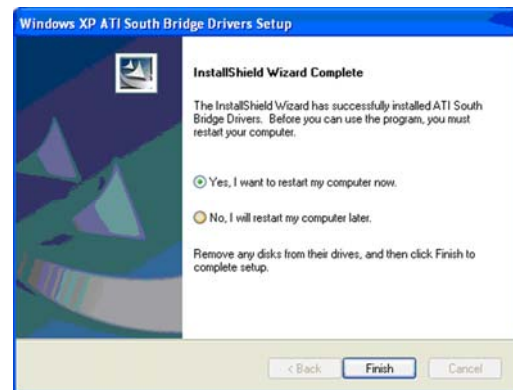 Windows XP ATI South Bridge Drivers Setup
InstallShield Wizard Complete
The InstallShield Wizard has successfully installed ATI South
Bridge Drivers. Before you can use the program, you must
restart your computer.
Yes, I want to restart my computer now.
No, I will restart my computer later.
Remove any disks from their drives, and then click Finish to
complete setup.
< Back
Finish
Cancel